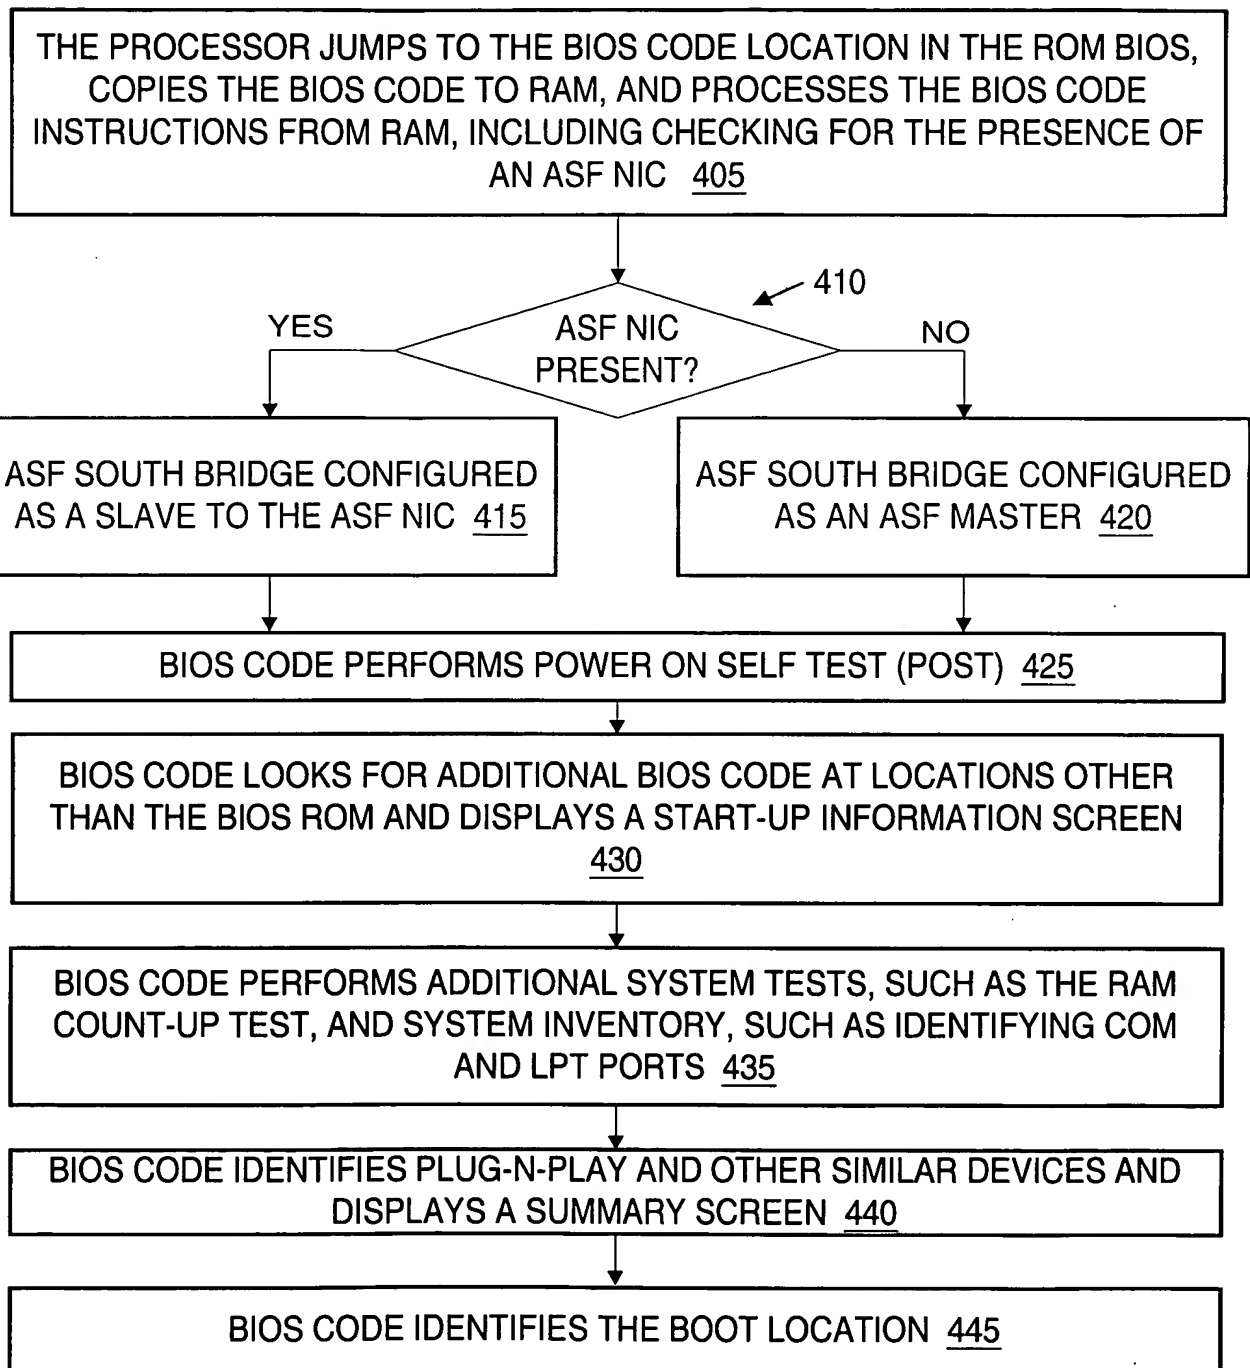 THE PROCESSOR JUMPS TO THE BIOS CODE LOCATION IN THE ROM BIOS,
COPIES THE BIOS CODE TO RAM, AND PROCESSES THE BIOS CODE
INSTRUCTIONS FROM RAM, INCLUDING CHECKING FOR THE PRESENCE OF
AN ASF NIC 405
410
YES
ASF NIC
PRESENT?
NO
ASF SOUTH BRIDGE CONFIGURED
AS A SLAVE TO THE ASF NIC 415
ASF SOUTH BRIDGE CONFIGURED
AS AN ASF MASTER 420
BIOS CODE PERFORMS POWER ON SELF TEST (POST) 425
BIOS CODE LOOKS FOR ADDITIONAL BIOS CODE AT LOCATIONS OTHER
THAN THE BIOS ROM AND DISPLAYS A START-UP INFORMATION SCREEN
430
BIOS CODE PERFORMS ADDITIONAL SYSTEM TESTS, SUCH AS THE RAM
COUNT-UP TEST, AND SYSTEM INVENTORY, SUCH AS IDENTIFYING COM
AND LPT PORTS 435
BIOS CODE IDENTIFIES PLUG-N-PLAY AND OTHER SIMILAR DEVICES AND
DISPLAYS A SUMMARY SCREEN 440
BIOS CODE IDENTIFIES THE BOOT LOCATION 445